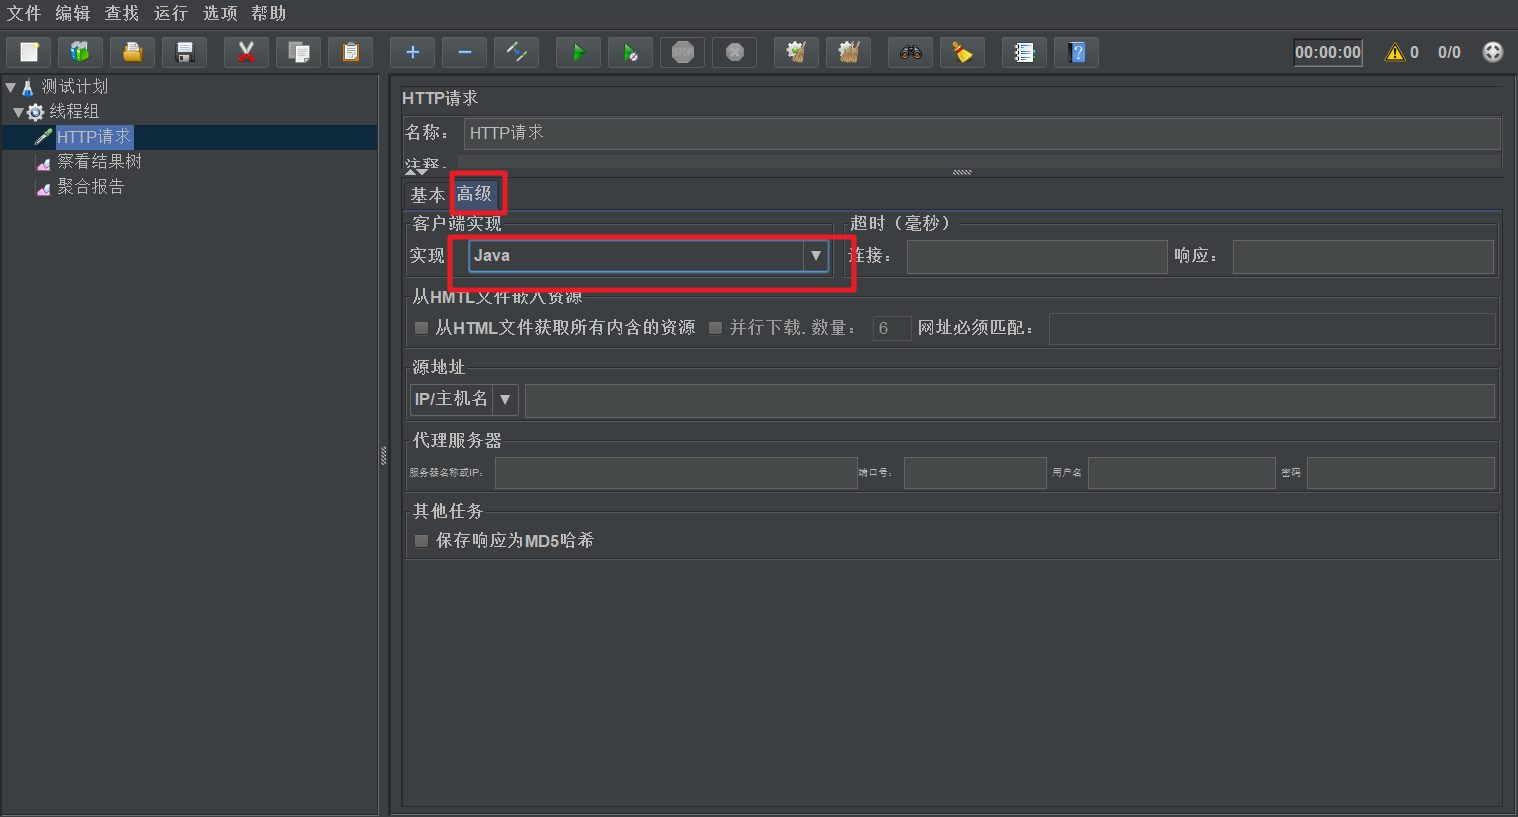 文件 编辑 查找 运行 选项 帮助
STOP 00:00:00 0 0/0
测试计划
线程组
HTTP请求
察看结果树
聚合报告
HTTP请求
名称： HTTP请求
注释：
基本 高级
客户端实现 超时（毫秒）
实现 Java 连接： 响应：
从HMTL文件嵌入资源
从HTML文件获取所有内含的资源 并行下载. 数量： 6 网址必须匹配：
源地址
IP/主机名
代理服务器
服务器名称或IP： 端口号： 用户名 密码
其他任务
保存响应为MD5哈希